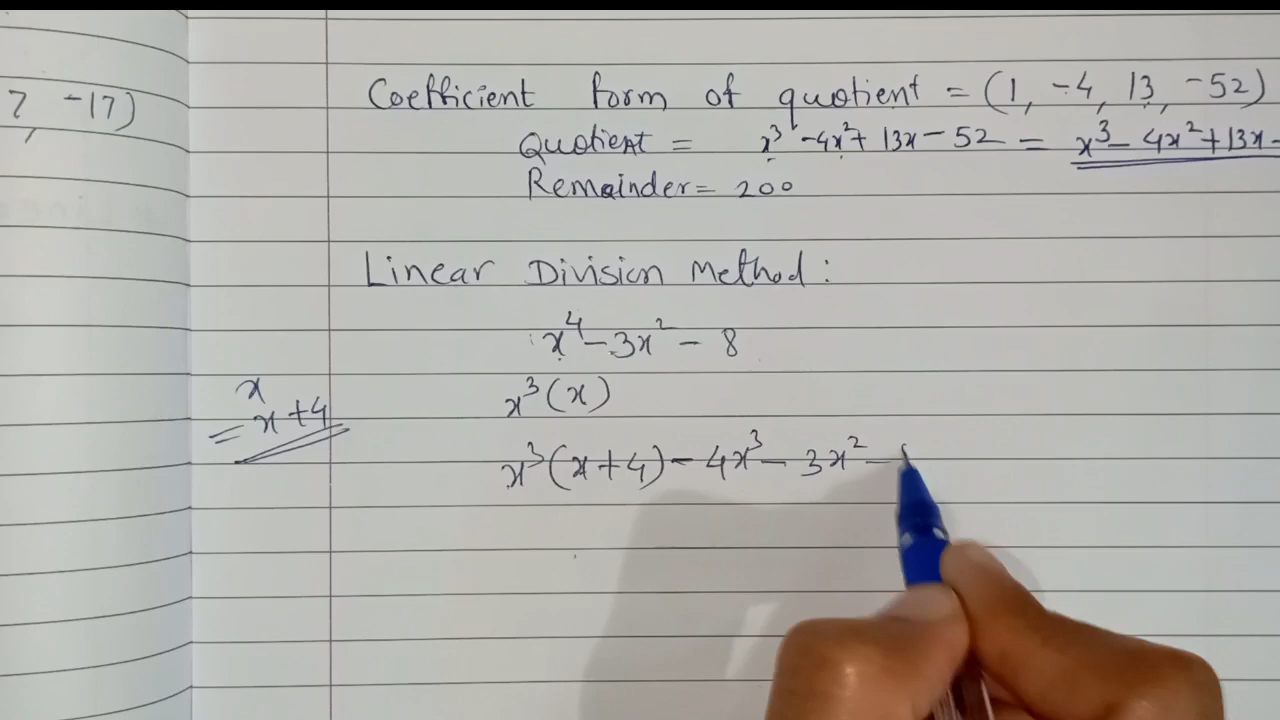 7, -17)
Coefficient form of quotient = (1, -4, 13, -52)
Quotient = x³ - 4x² + 13x - 52 = x³ - 4x² + 13x -
Remainder = 200
Linear Division Method :
x⁴ - 3x² - 8
x³(x)
x
= x + 4
x³(x + 4) - 4x³ - 3x² -